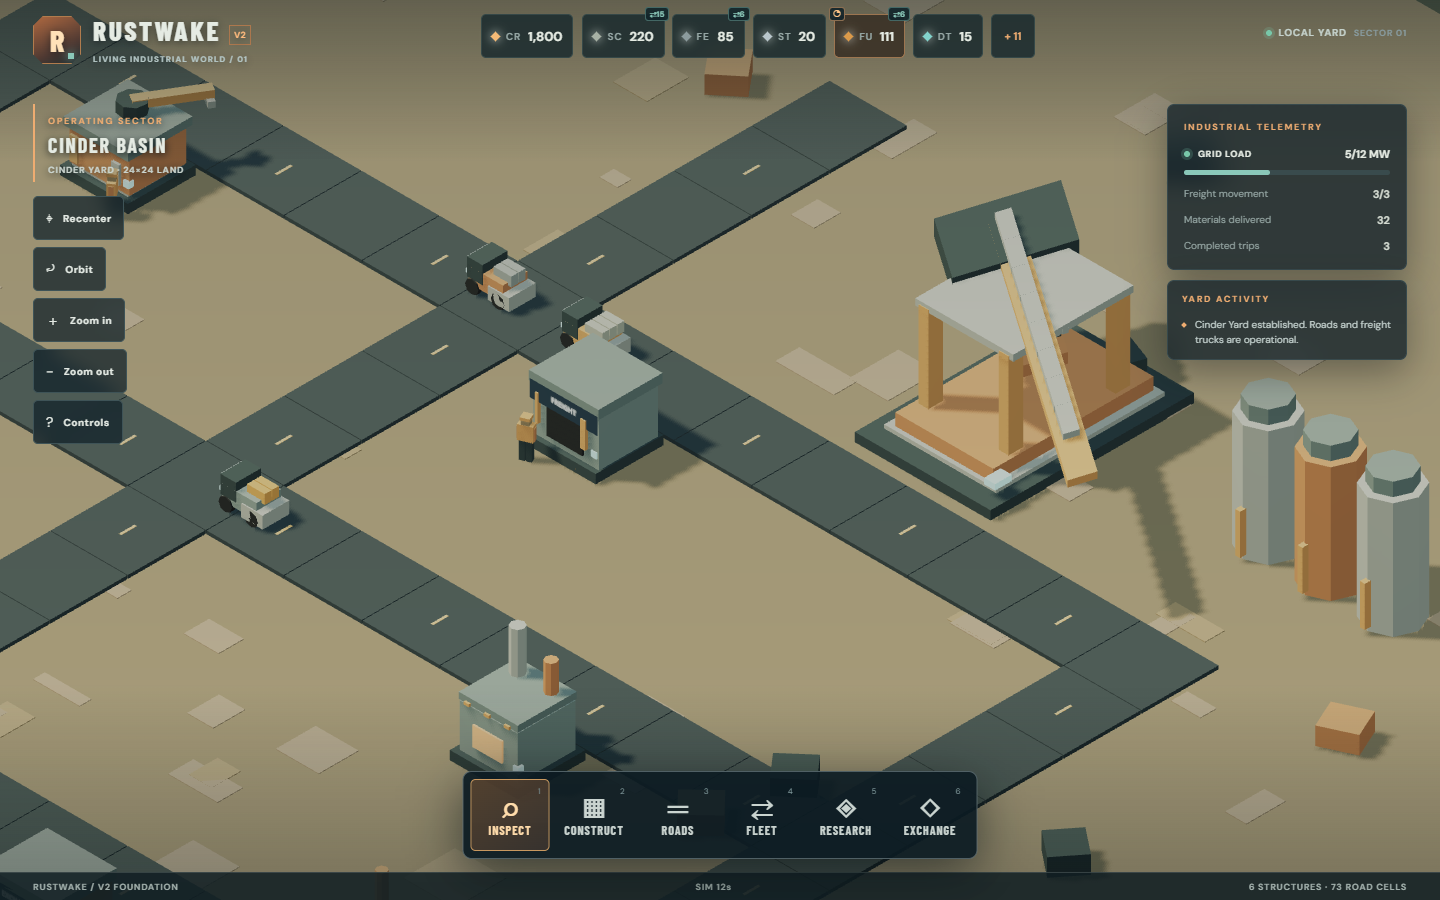 R
RUSTWAKE V2
LIVING INDUSTRIAL WORLD / 01
CR 1,800
SC 220
⇄15
FE 85
⇄6
ST 20
FU 111
⇄6
DT 15
+11
LOCAL YARD SECTOR 01
OPERATING SECTOR
CINDER BASIN
CINDER YARD · 24×24 LAND
Recenter
Orbit
+ Zoom in
− Zoom out
? Controls
INDUSTRIAL TELEMETRY
GRID LOAD 5/12 MW
Freight movement 3/3
Materials delivered 32
Completed trips 3
YARD ACTIVITY
Cinder Yard established. Roads and freight
trucks are operational.
FREIGHT
1 INSPECT
2 CONSTRUCT
3 ROADS
4 FLEET
5 RESEARCH
6 EXCHANGE
RUSTWAKE / V2 FOUNDATION
SIM 12s
6 STRUCTURES · 73 ROAD CELLS